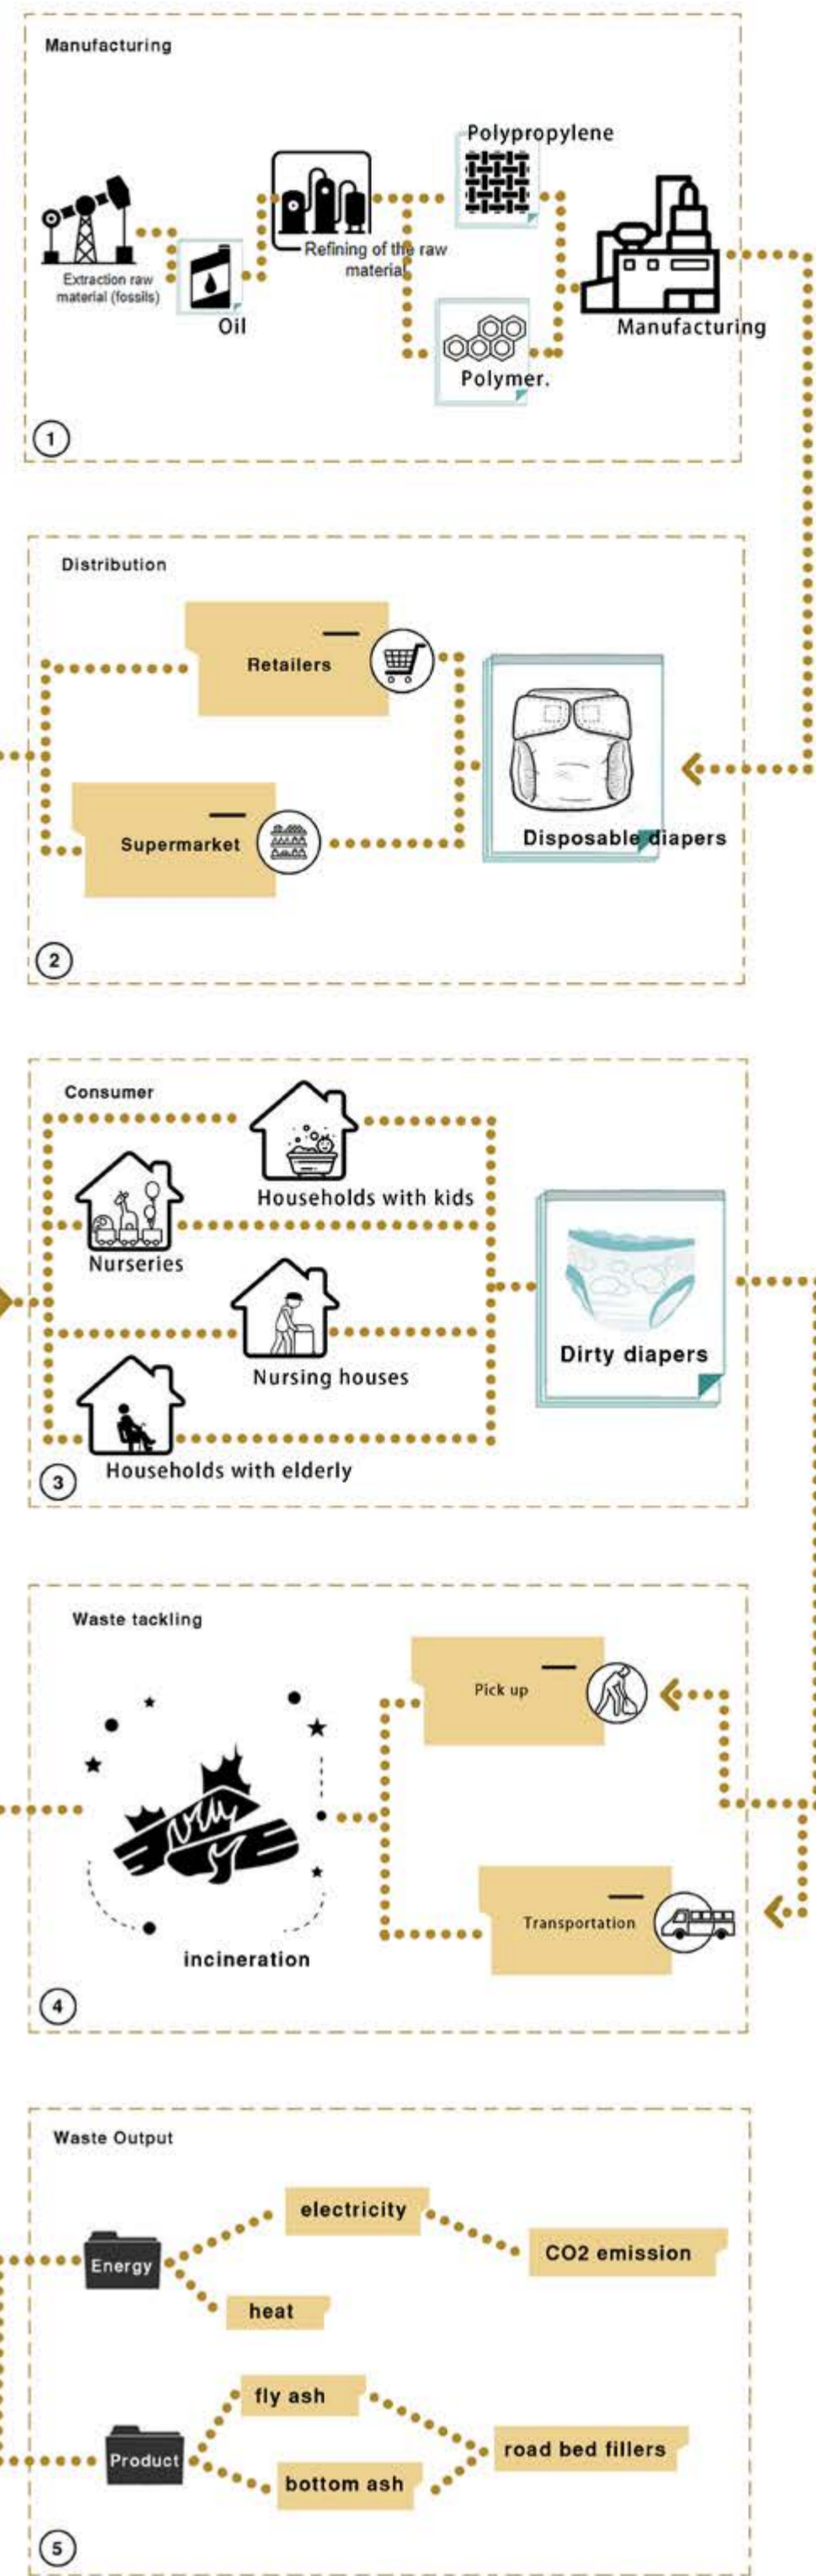 Manufacturing
Polypropylene
Refining of the raw
material
Extraction raw
material (fossils)
Oil
Manufacturing
Polymer.
1
Distribution
Retailers
Supermarket
Disposable diapers
2
Consumer
Households with kids
Nurseries
Dirty diapers
Nursing houses
Households with elderly
3
Waste tackling
Pick up
Transportation
incineration
4
Waste Output
electricity
CO2 emission
Energy
heat
fly ash
road bed fillers
Product
bottom ash
5